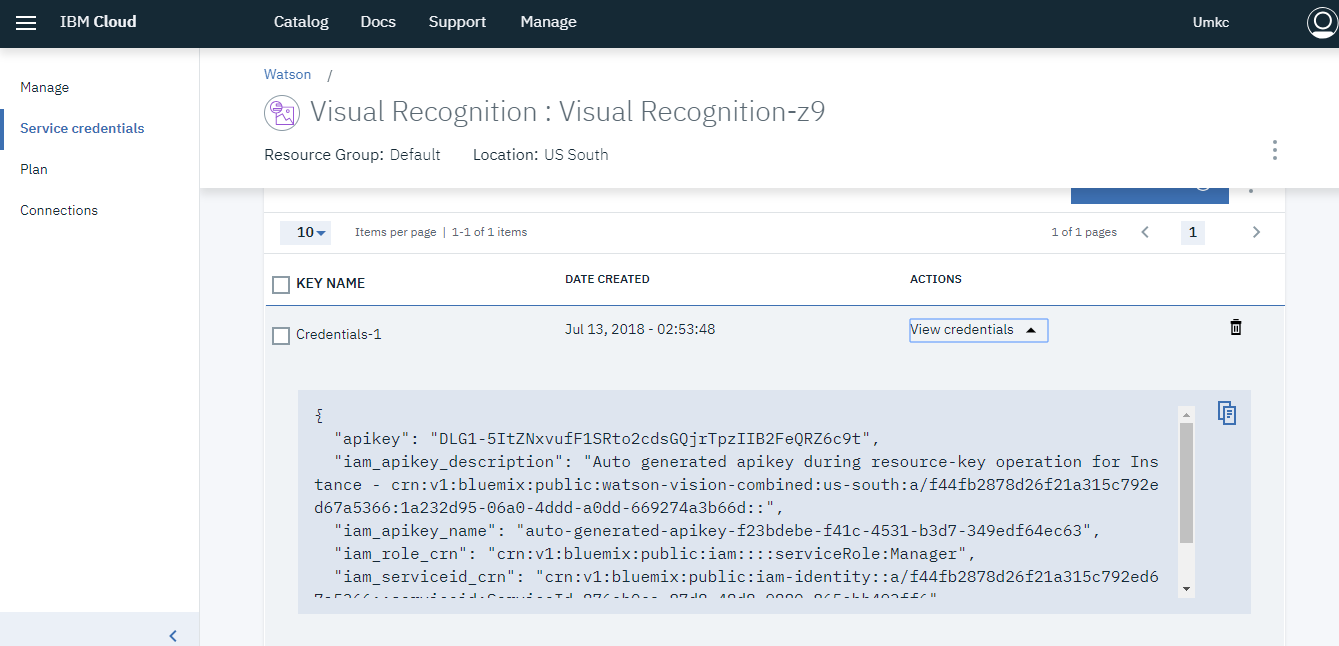 IBM Cloud
Catalog
Docs
Support
Manage
Umkc
Manage
Service credentials
Plan
Connections
Watson /
Visual Recognition : Visual Recognition-z9
Resource Group: Default
Location: US South
10
Items per page | 1-1 of 1 items
1 of 1 pages
1
KEY NAME
DATE CREATED
ACTIONS
Credentials-1
Jul 13, 2018 - 02:53:48
View credentials
{
"apikey": "DLG1-5ItZNxvufF1SRto2cdsGQjrTpzIIB2FeQRZ6c9t",
"iam_apikey_description": "Auto generated apikey during resource-key operation for Ins
tance - crn:v1:bluemix:public:watson-vision-combined:us-south:a/f44fb2878d26f21a315c792e
d67a5366:1a232d95-06a0-4ddd-a0dd-669274a3b66d::",
"iam_apikey_name": "auto-generated-apikey-f23bdebe-f41c-4531-b3d7-349edf64ec63",
"iam_role_crn": "crn:v1:bluemix:public:iam::::serviceRole:Manager",
"iam_serviceid_crn": "crn:v1:bluemix:public:iam-identity::a/f44fb2878d26f21a315c792ed6